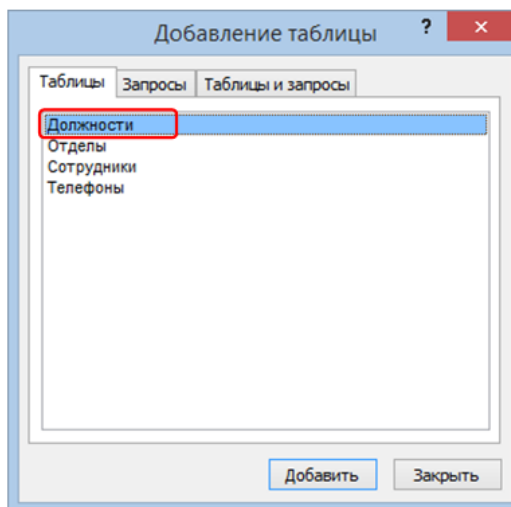 Добавление таблицы ?
Таблицы Запросы Таблицы и запросы
Должности
Отделы
Сотрудники
Телефоны
Добавить Закрыть